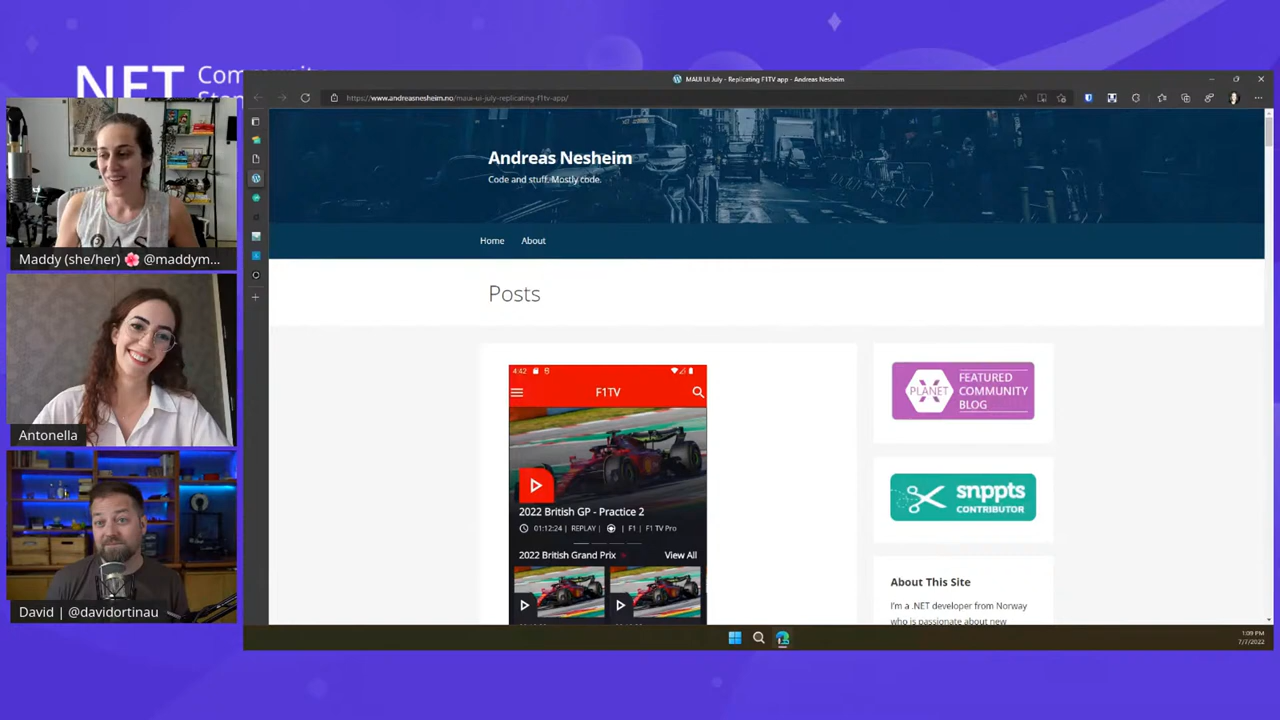 .NET Community
MAUI UI July - Replicating F1TV app - Andreas Nesheim
https://www.andreasnesheim.no/maui-ui-july-replicating-f1tv-app/
Andreas Nesheim
Code and stuff. Mostly code.
Home About
Posts
4:42
F1TV
2022 British GP - Practice 2
01:12:24 | REPLAY | | F1 | F1 TV Pro
2022 British Grand Prix View All
PLANET
FEATURED
COMMUNITY
BLOG
snppts
CONTRIBUTOR
About This Site
I'm a .NET developer from Norway
who is passionate about new
Maddy (she/her) 🌸 @maddym...
Antonella
David | @davidortinau
1:09 PM
7/7/2022